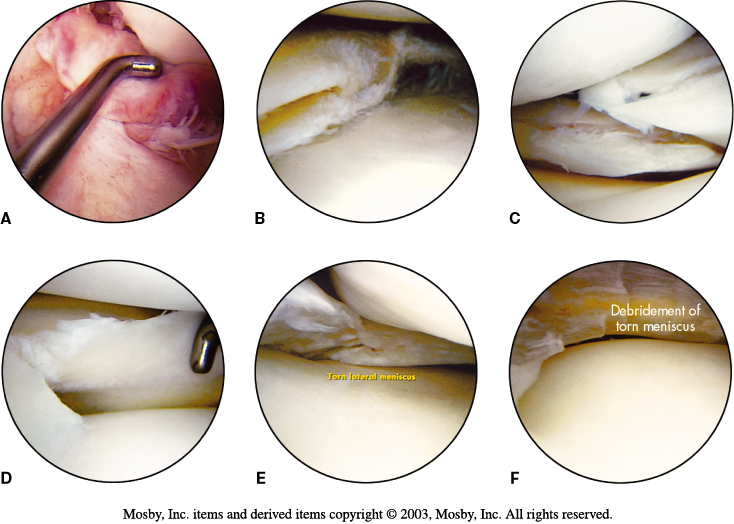 A
B
C
Debridement of
torn meniscus
Torn lateral meniscus
D
E
F
Mosby, Inc. items and derived items copyright © 2003, Mosby, Inc. All rights reserved.